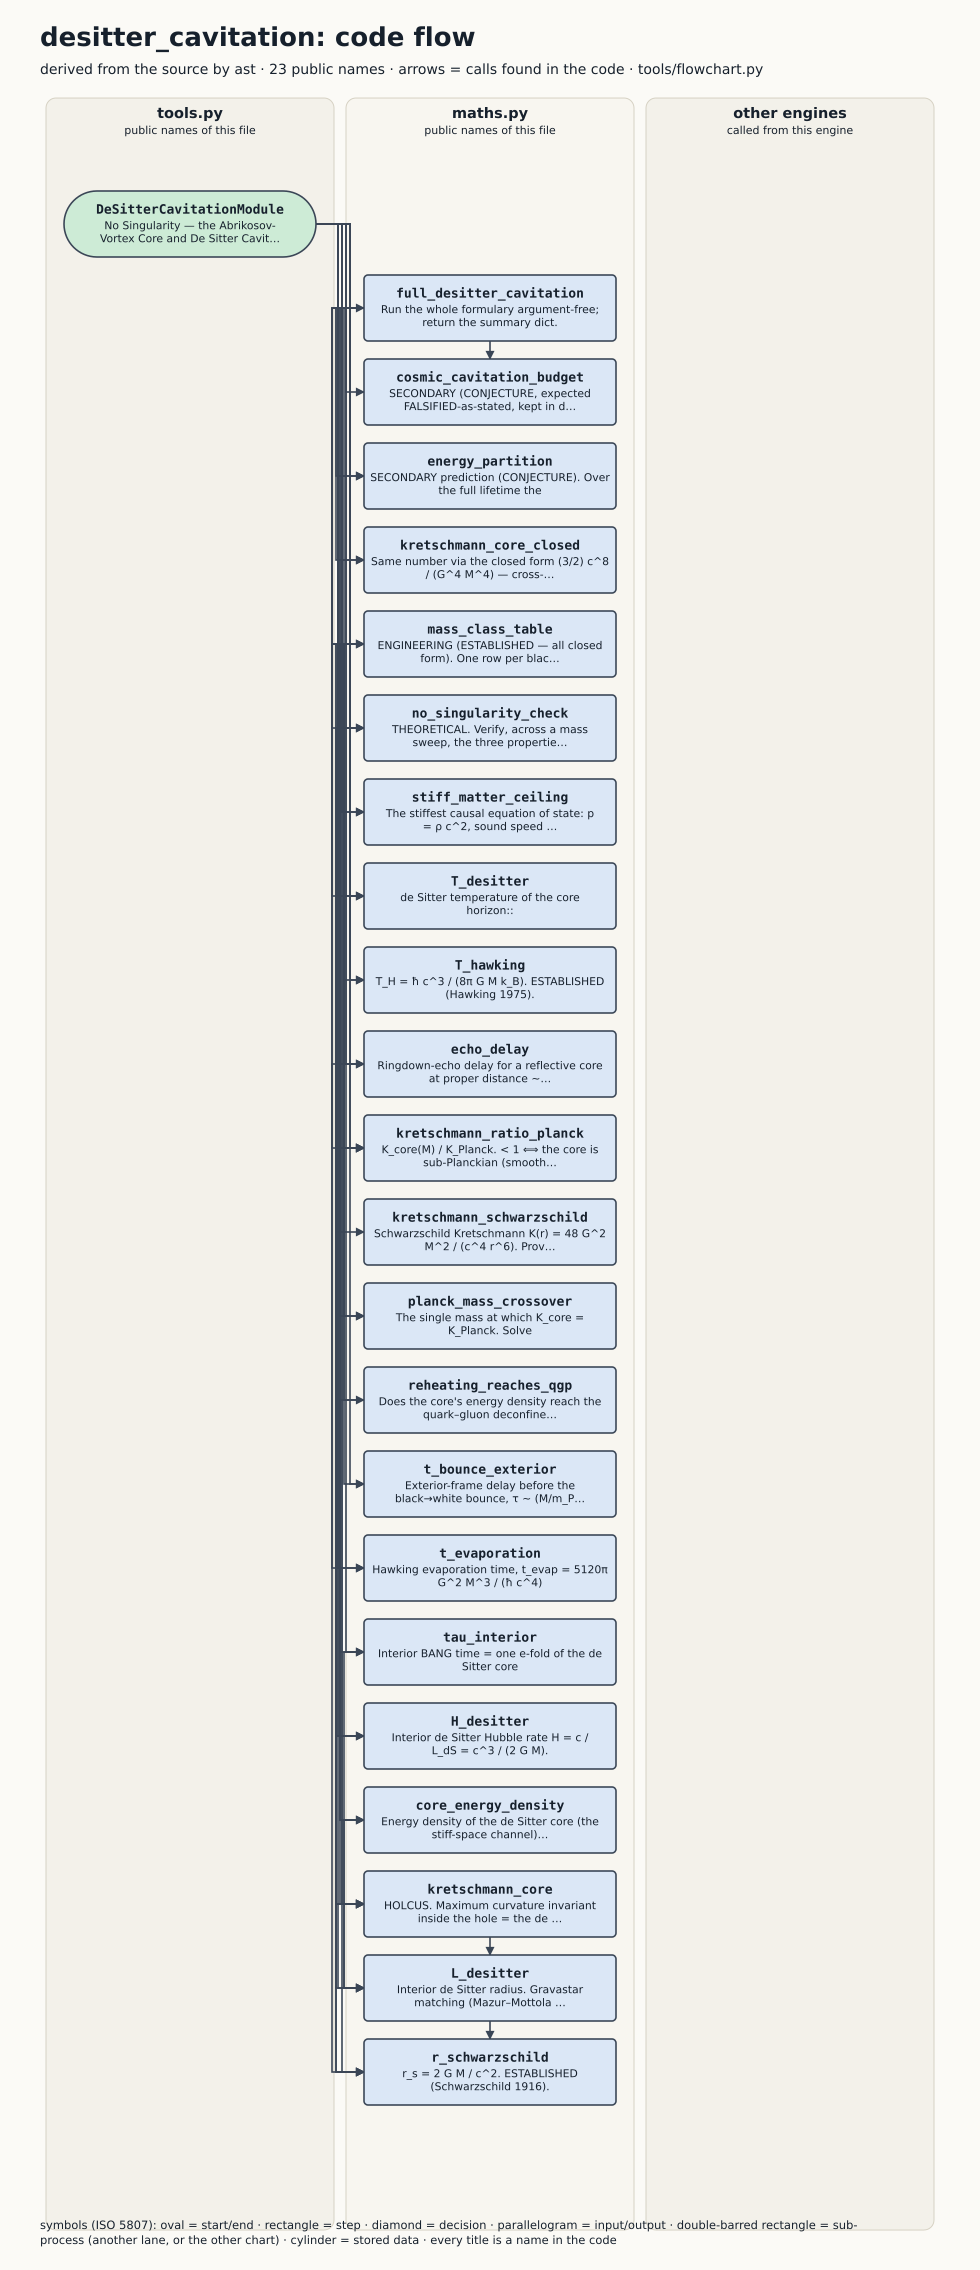 desitter_cavitation: code flow
derived from the source by ast · 23 public names · arrows = calls found in the code · tools/flowchart.py
tools.py
public names of this file
maths.py
public names of this file
other engines
called from this engine
DeSitterCavitationModule
No Singularity — the Abrikosov-
Vortex Core and De Sitter Cavit…
full_desitter_cavitation
Run the whole formulary argument-free;
return the summary dict.
cosmic_cavitation_budget
SECONDARY (CONJECTURE, expected
FALSIFIED-as-stated, kept in d…
energy_partition
SECONDARY prediction (CONJECTURE). Over
the full lifetime the
kretschmann_core_closed
Same number via the closed form (3/2) c^8
/ (G^4 M^4) — cross-…
mass_class_table
ENGINEERING (ESTABLISHED — all closed
form). One row per blac…
no_singularity_check
THEORETICAL. Verify, across a mass
sweep, the three propertie…
stiff_matter_ceiling
The stiffest causal equation of state: p
= ρ c^2, sound speed …
T_desitter
de Sitter temperature of the core
horizon::
T_hawking
T_H = ħ c^3 / (8π G M k_B). ESTABLISHED
(Hawking 1975).
echo_delay
Ringdown-echo delay for a reflective core
at proper distance ~…
kretschmann_ratio_planck
K_core(M) / K_Planck. < 1 ⟺ the core is
sub-Planckian (smooth…
kretschmann_schwarzschild
Schwarzschild Kretschmann K(r) = 48 G^2
M^2 / (c^4 r^6). Prov…
planck_mass_crossover
The single mass at which K_core =
K_Planck. Solve
reheating_reaches_qgp
Does the core's energy density reach the
quark–gluon deconfine…
t_bounce_exterior
Exterior-frame delay before the
black→white bounce, τ ~ (M/m_P…
t_evaporation
Hawking evaporation time, t_evap = 5120π
G^2 M^3 / (ħ c^4)
tau_interior
Interior BANG time = one e-fold of the de
Sitter core
H_desitter
Interior de Sitter Hubble rate H = c /
L_dS = c^3 / (2 G M).
core_energy_density
Energy density of the de Sitter core (the
stiff-space channel)…
kretschmann_core
HOLCUS. Maximum curvature invariant
inside the hole = the de …
L_desitter
Interior de Sitter radius. Gravastar
matching (Mazur–Mottola …
r_schwarzschild
r_s = 2 G M / c^2. ESTABLISHED
(Schwarzschild 1916).
symbols (ISO 5807): oval = start/end · rectangle = step · diamond = decision · parallelogram = input/output · double-barred rectangle = sub-
process (another lane, or the other chart) · cylinder = stored data · every title is a name in the code